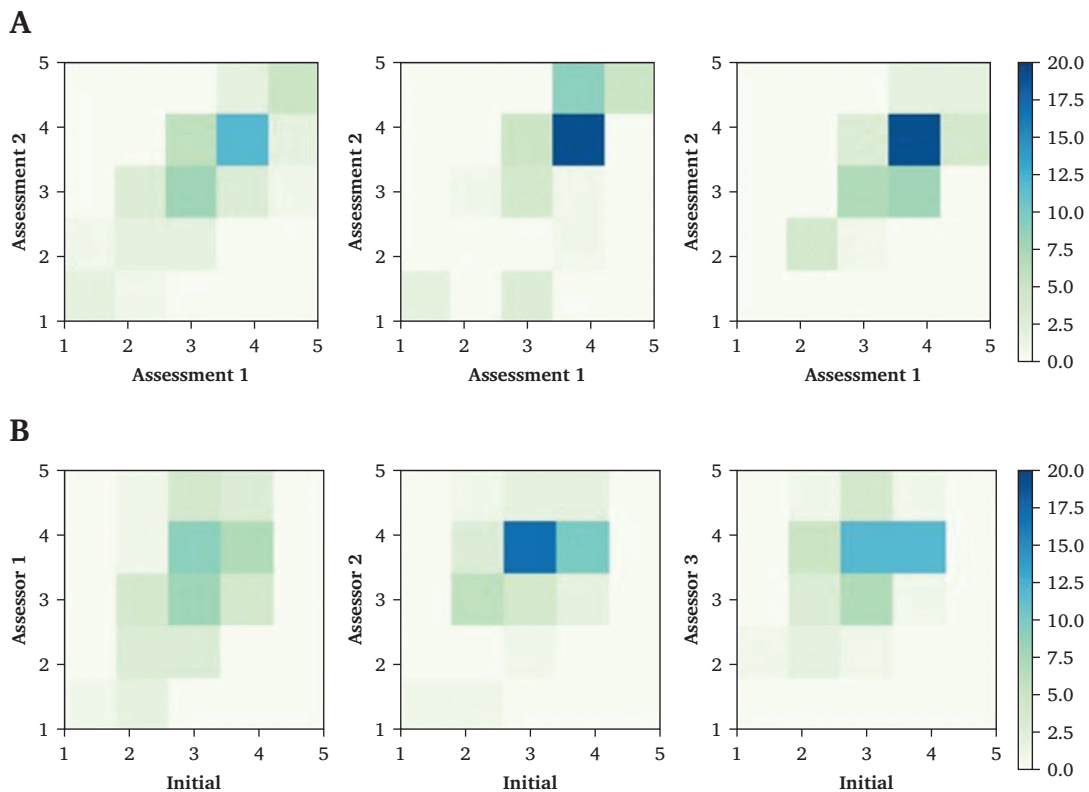 A
5
4
3
2
1
Assessment 2
1 2 3 4 5
Assessment 1
5
4
3
2
1
Assessment 2
1 2 3 4 5
Assessment 1
5
4
3
2
1
Assessment 2
1 2 3 4 5
Assessment 1
20.0
17.5
15.0
12.5
10.0
7.5
5.0
2.5
0.0
B
5
4
3
2
1
Assessor 1
1 2 3 4 5
Initial
5
4
3
2
1
Assessor 2
1 2 3 4 5
Initial
5
4
3
2
1
Assessor 3
1 2 3 4 5
Initial
20.0
17.5
15.0
12.5
10.0
7.5
5.0
2.5
0.0